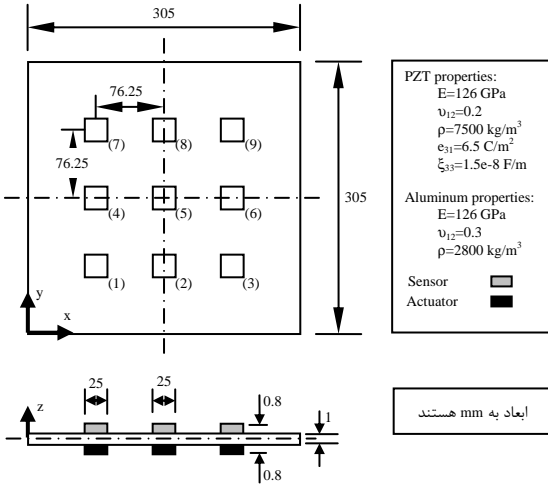 305
76.25
(7)
(8)
(9)
76.25
(4)
(5)
(6)
305
(1)
(2)
(3)
y
x
PZT properties:
E=126 GPa
υ12=0.2
ρ=7500 kg/m³
e31=6.5 C/m²
ξ33=1.5e-8 F/m
Aluminum properties:
E=126 GPa
υ12=0.3
ρ=2800 kg/m³
Sensor
Actuator
z
25
25
0.8
1
0.8
ابعاد به mm هستند